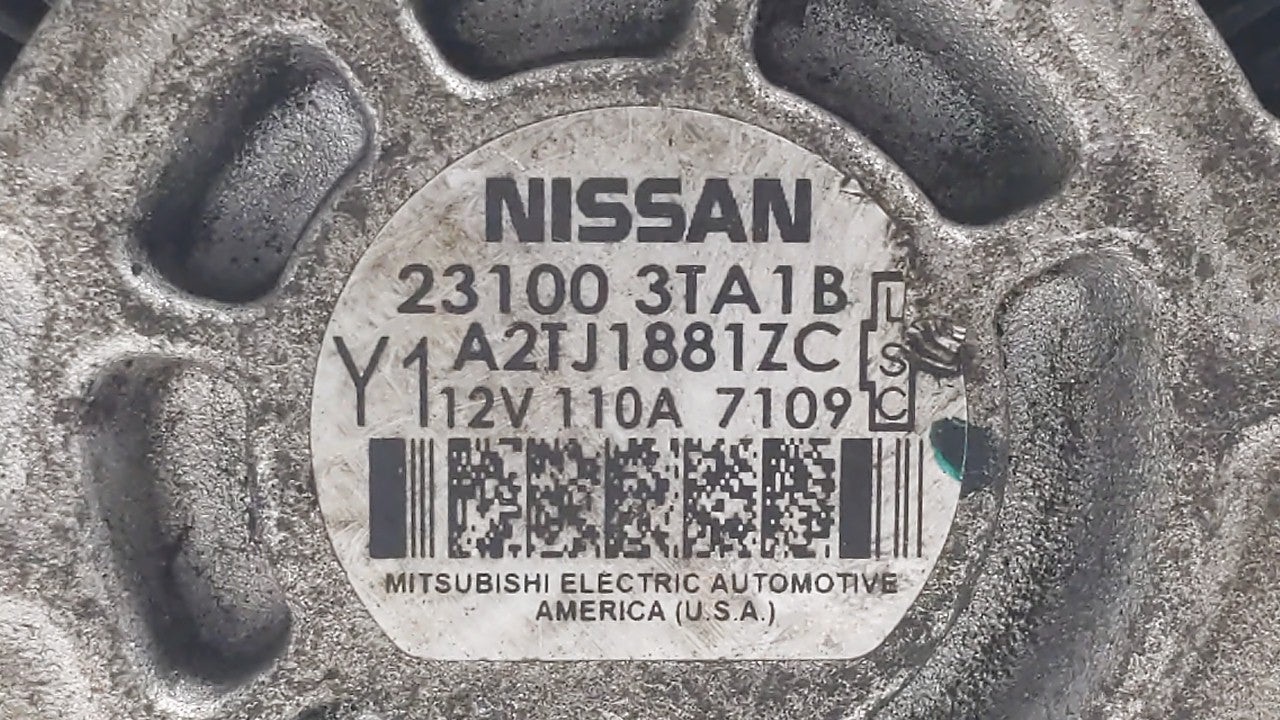 NISSAN
23100 3TA1B
A2TJ1881ZC
Y1
12V 110A 7109
L
S
C
MITSUBISHI ELECTRIC AUTOMOTIVE
AMERICA (U.S.A.)